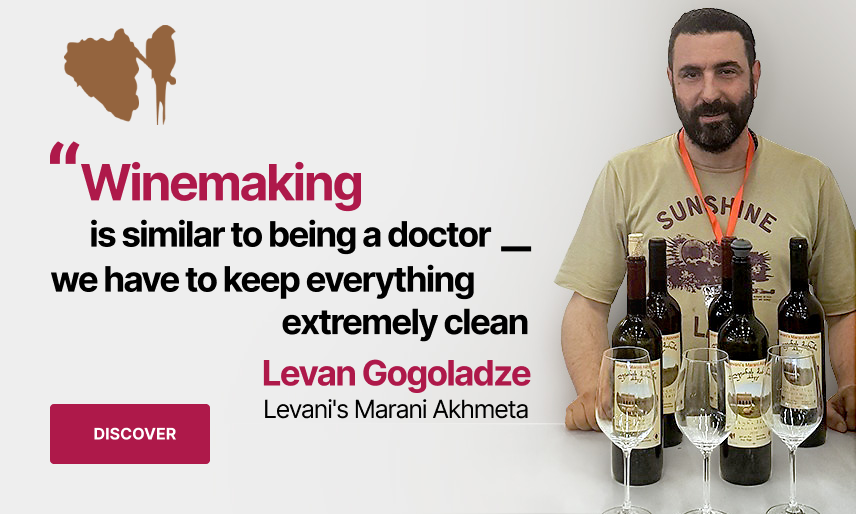 “Winemaking
is similar to being a doctor –
we have to keep everything
extremely clean
Levan Gogoladze
Levani's Marani Akhmeta
DISCOVER
SUNSHINE